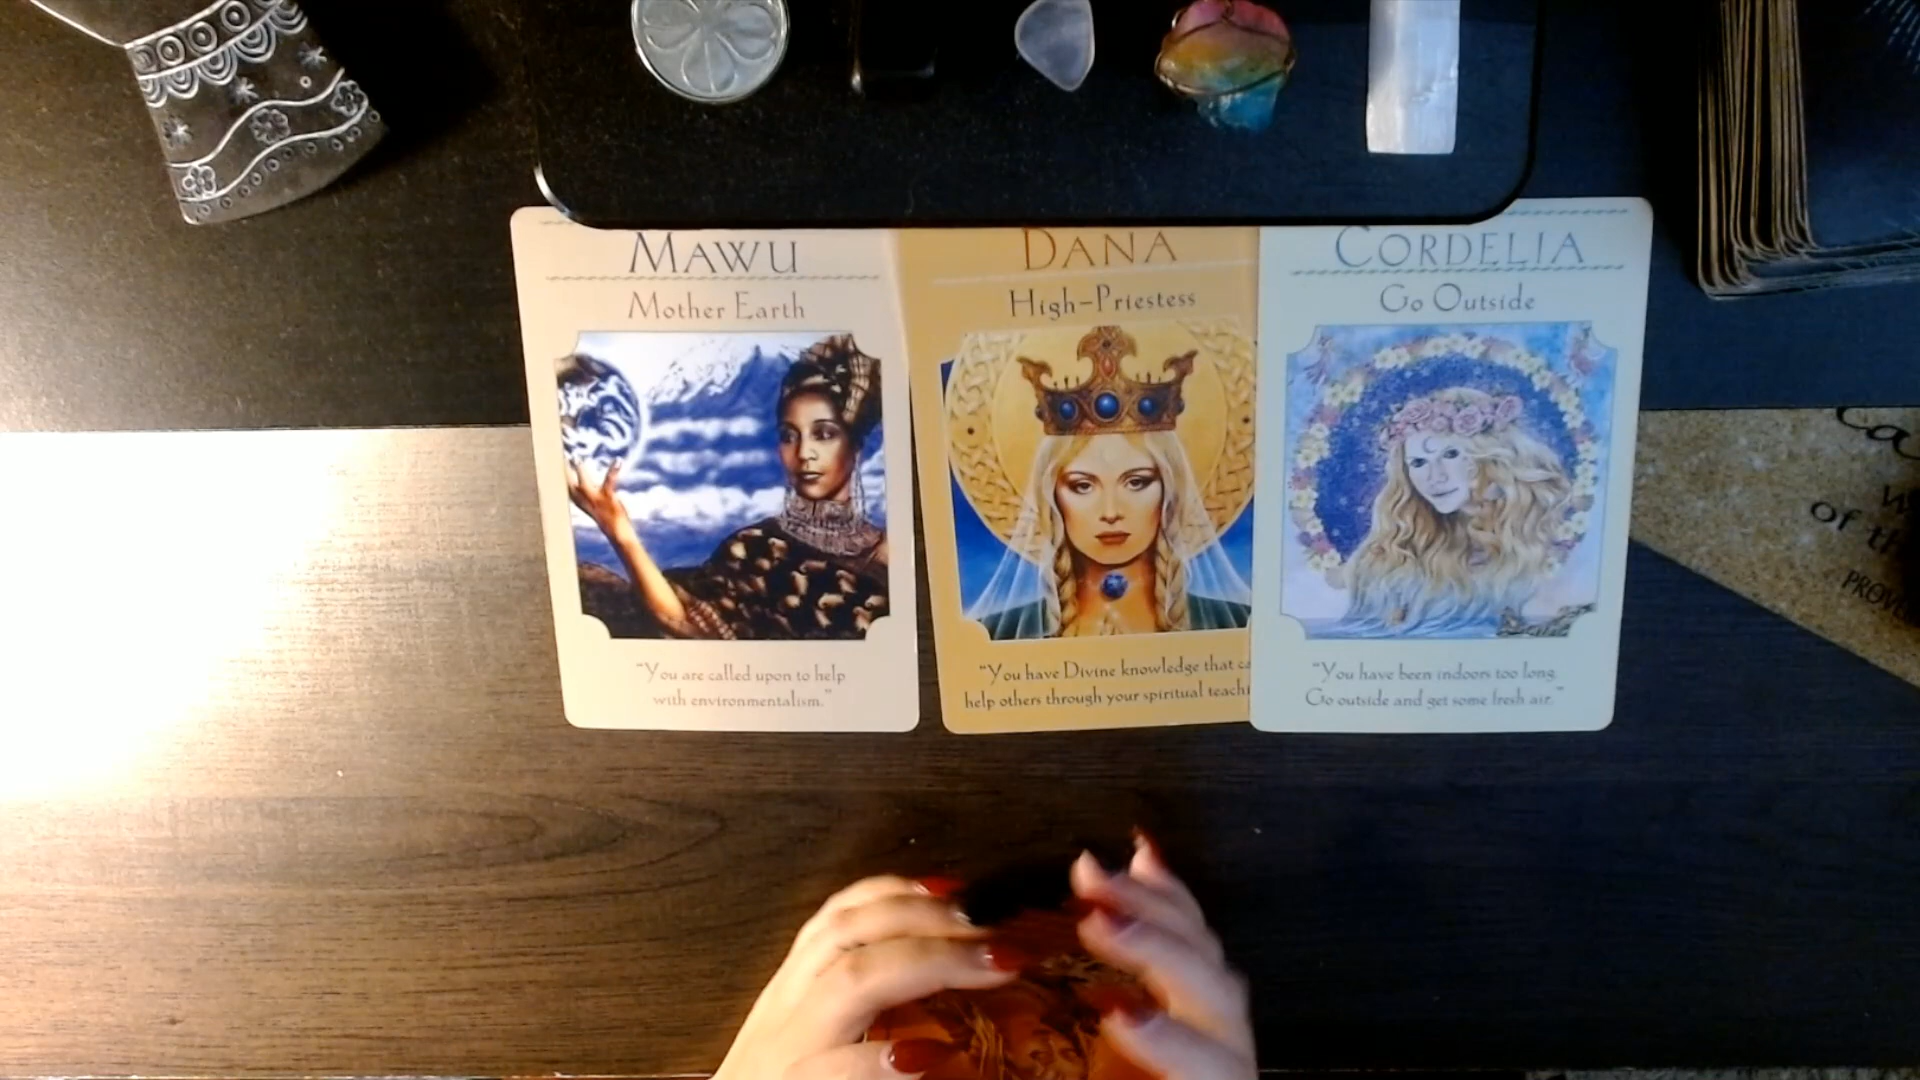 MAWU
Mother Earth
"You are called upon to help
with environmentalism."
DANA
High-Priestess
"You have Divine knowledge that
help others through your spiritual
CORDELIA
Go Outside
"You have been indoors too long.
Go outside and get some fresh air."
of